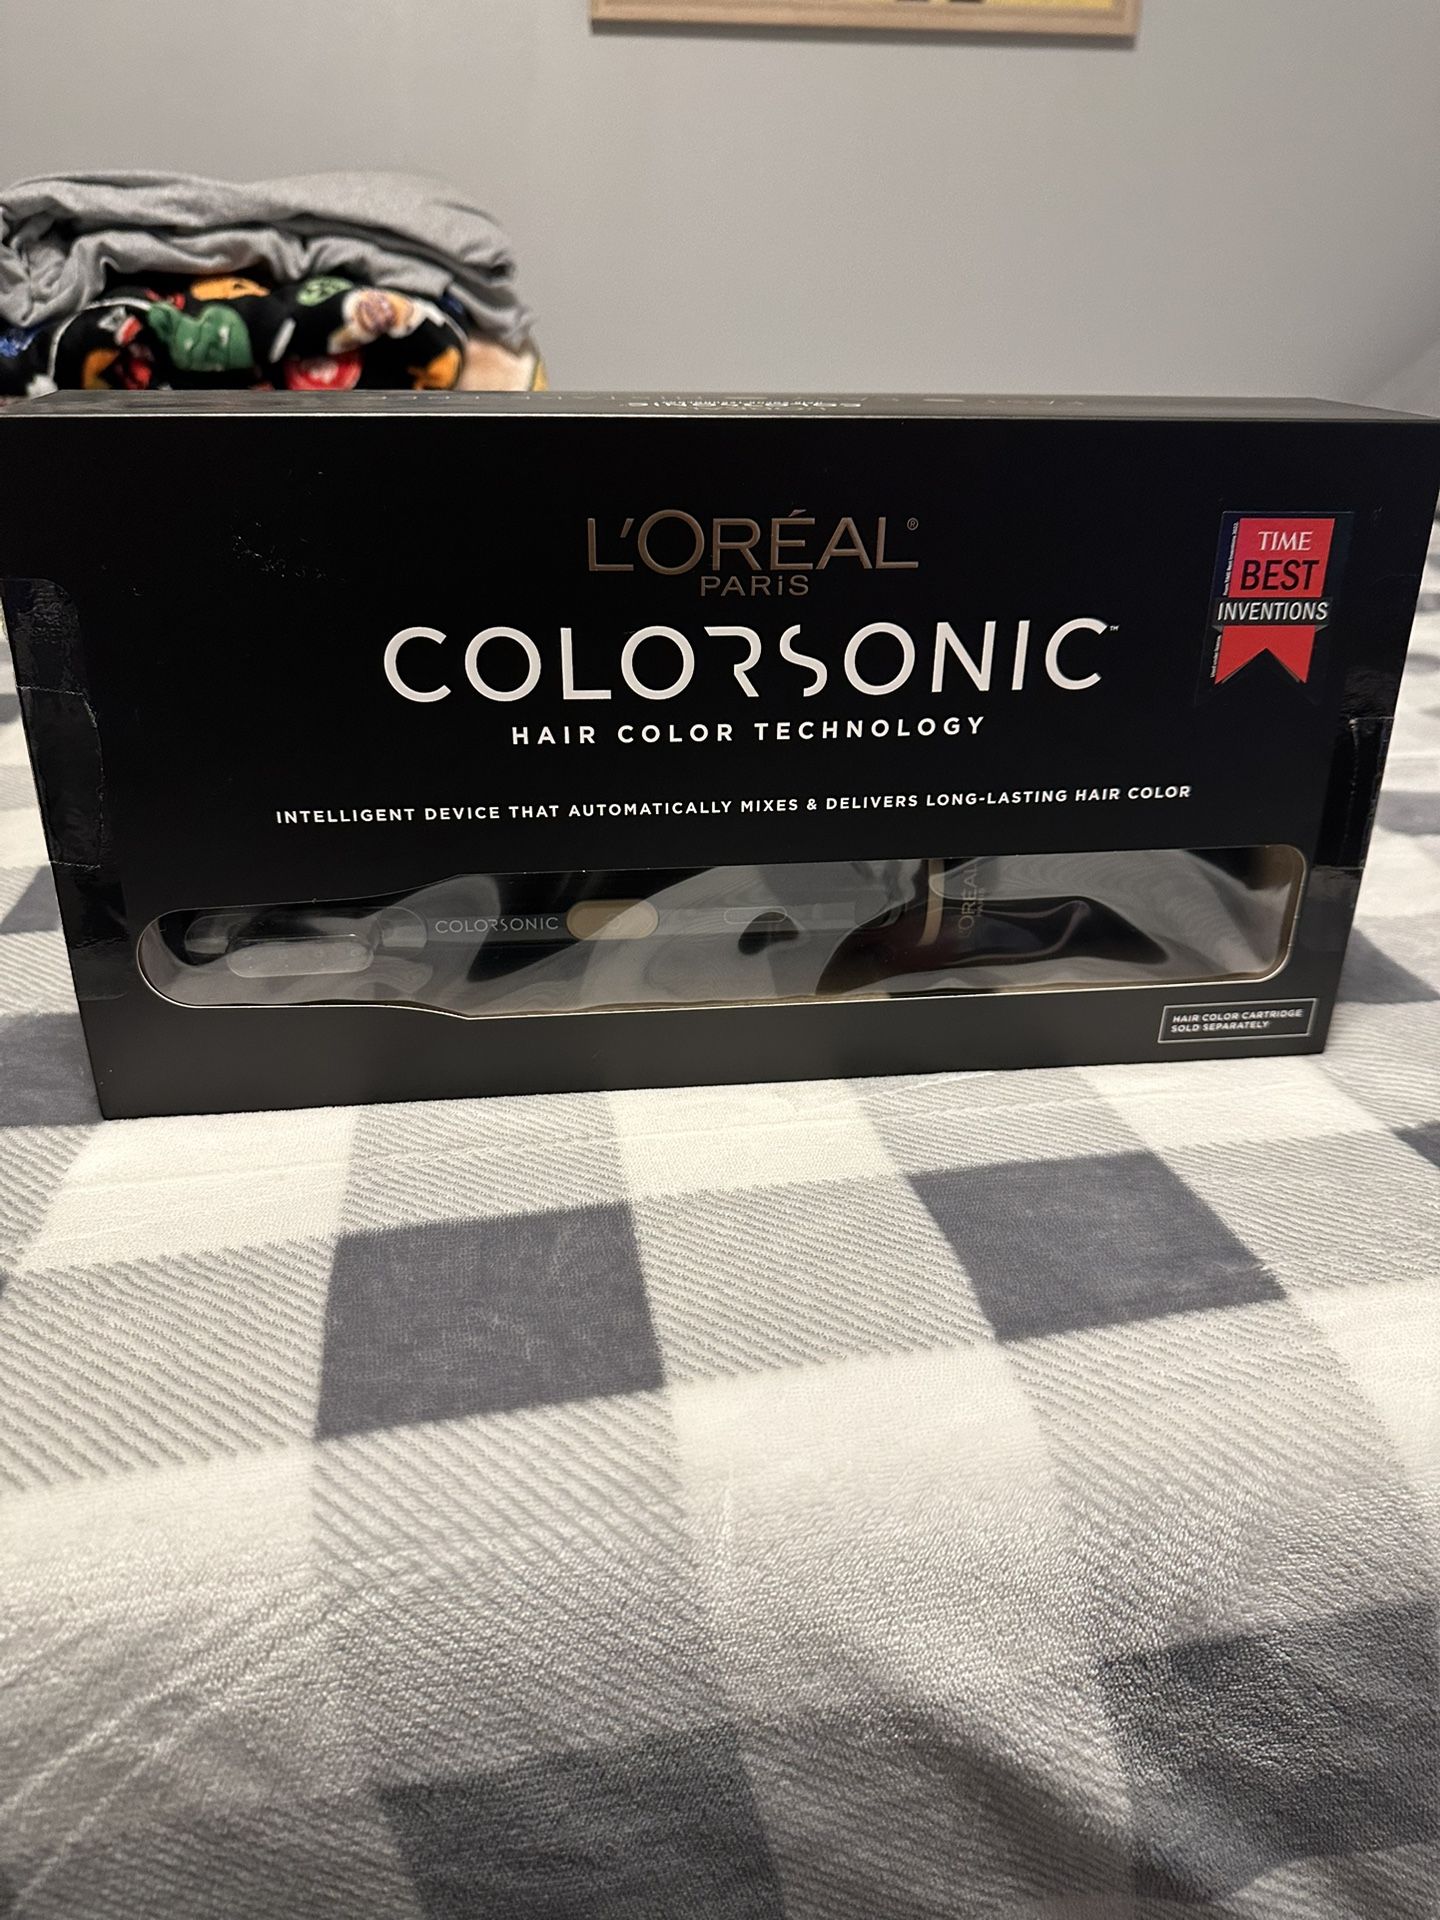 L'ORÉAL®
PARiS
COLORSONIC™
HAIR COLOR TECHNOLOGY
INTELLIGENT DEVICE THAT AUTOMATICALLY MIXES & DELIVERS LONG-LASTING HAIR COLOR
TIME
BEST
INVENTIONS
COLORSONIC
L'ORÉAL
PARiS
HAIR COLOR CARTRIDGE
SOLD SEPARATELY